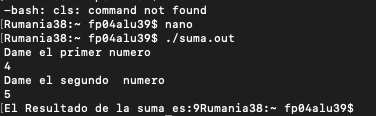 -bash: cls: command not found
[Rumania38:~ fp04alu39$ nano
[Rumania38:~ fp04alu39$ ./suma.out
Dame el primer numero
4
Dame el segundo  numero
5
[El Resultado de la suma es:9Rumania38:~ fp04alu39$